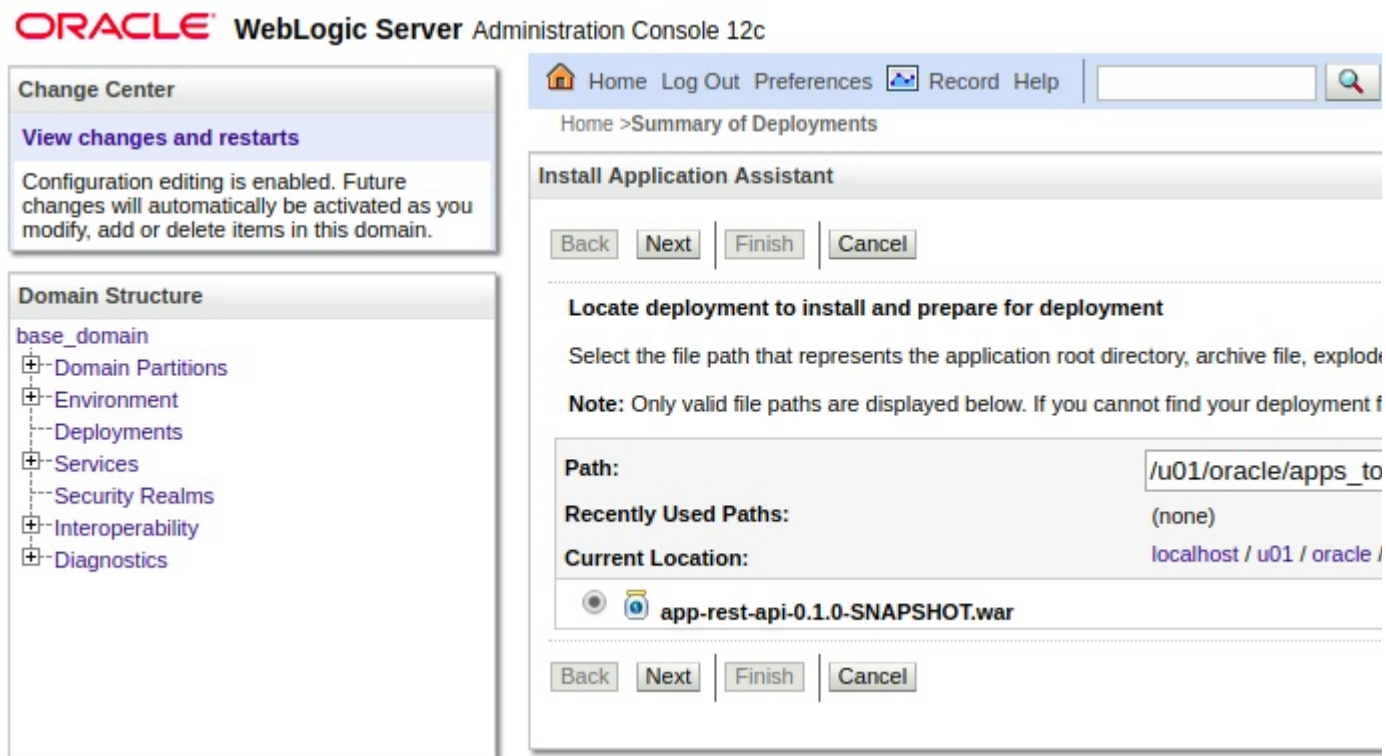 ORACLE WebLogic Server Administration Console 12c
Change Center
View changes and restarts
Configuration editing is enabled. Future
changes will automatically be activated as you
modify, add or delete items in this domain.
Domain Structure
base_domain
Domain Partitions
Environment
Deployments
Services
Security Realms
Interoperability
Diagnostics
Home Log Out Preferences Record Help
Home >Summary of Deployments
Install Application Assistant
Back Next Finish Cancel
Locate deployment to install and prepare for deployment
Select the file path that represents the application root directory, archive file, explode
Note: Only valid file paths are displayed below. If you cannot find your deployment f
Path: /u01/oracle/apps_to
Recently Used Paths: (none)
Current Location: localhost / u01 / oracle /
app-rest-api-0.1.0-SNAPSHOT.war
Back Next Finish Cancel